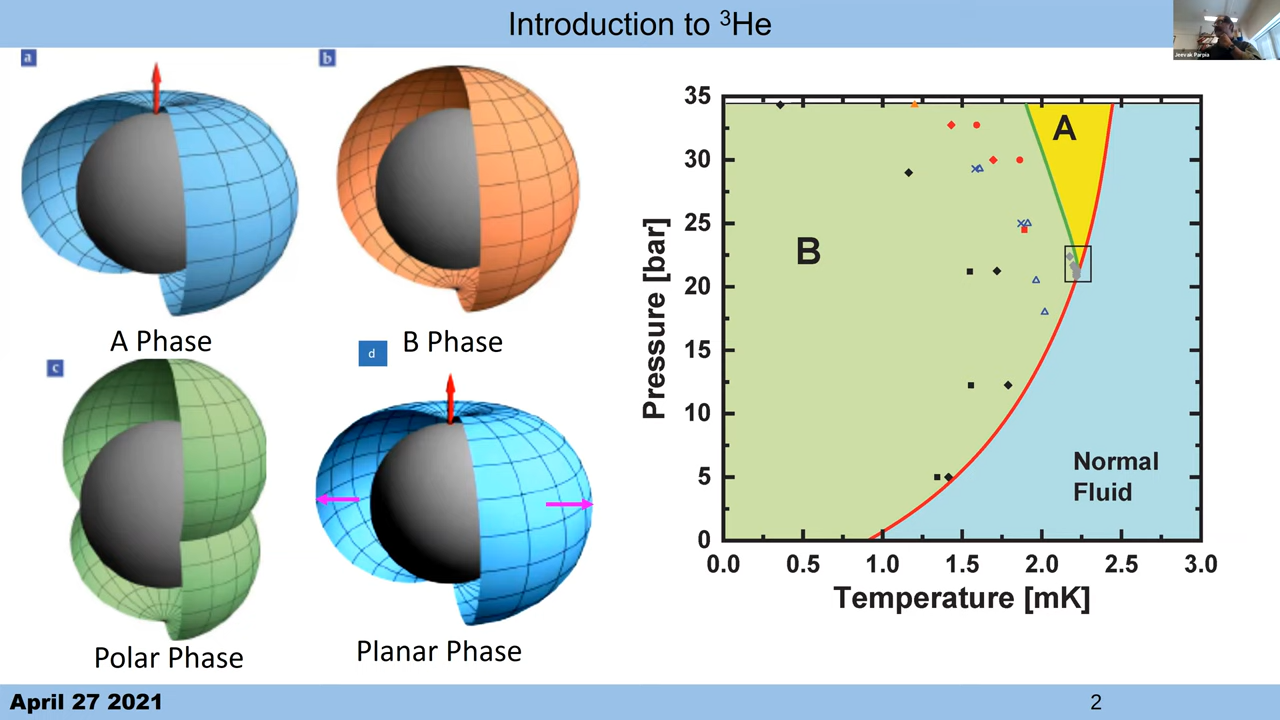 Introduction to ³He
Jeevak Parpia
a
b
A Phase
B Phase
c
d
Polar Phase
Planar Phase
35
30
25
20
15
10
5
0
Pressure [bar]
A
B
Normal
Fluid
0.0 0.5 1.0 1.5 2.0 2.5 3.0
Temperature [mK]
April 27 2021
2